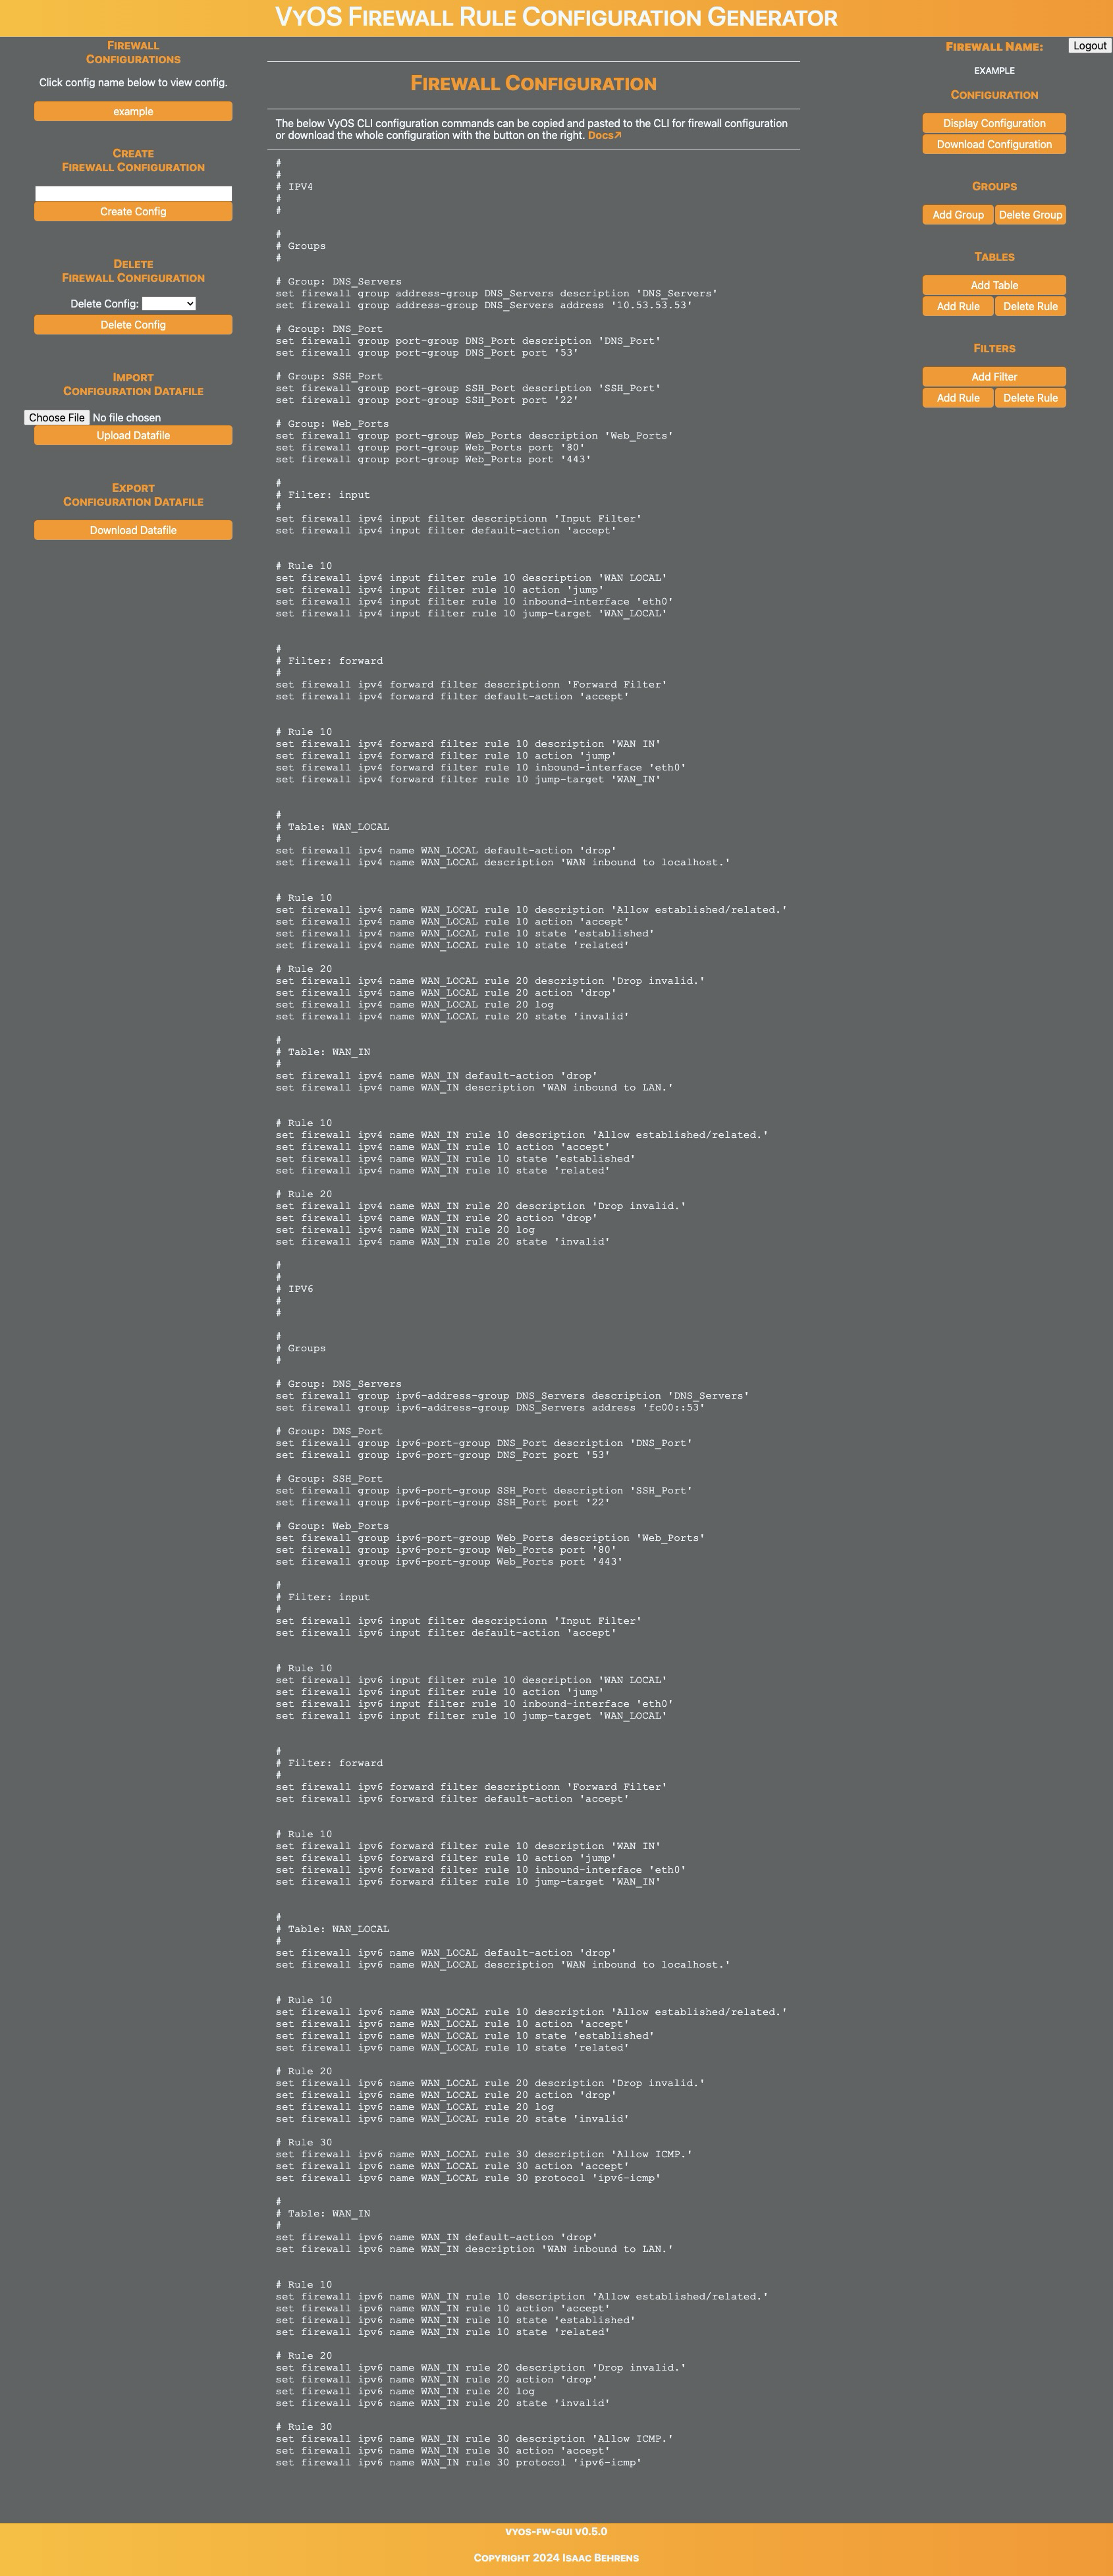 VyOS Firewall Rule Configuration Generator
Firewall
Configurations
Click config name below to view config.
example
Create
Firewall Configuration
Create Config
Delete
Firewall Configuration
Delete Config:
Delete Config
Import
Configuration Datafile
Choose File No file chosen
Upload Datafile
Export
Configuration Datafile
Download Datafile
Firewall Configuration
The below VyOS CLI configuration commands can be copied and pasted to the CLI for firewall configuration
or download the whole configuration with the button on the right. Docs↗
#
#
# IPV4
#
#
#
# Groups
#
# Group: DNS_Servers
set firewall group address-group DNS_Servers description 'DNS_Servers'
set firewall group address-group DNS_Servers address '10.53.53.53'
# Group: DNS_Port
set firewall group port-group DNS_Port description 'DNS_Port'
set firewall group port-group DNS_Port port '53'
# Group: SSH_Port
set firewall group port-group SSH_Port description 'SSH_Port'
set firewall group port-group SSH_Port port '22'
# Group: Web_Ports
set firewall group port-group Web_Ports description 'Web_Ports'
set firewall group port-group Web_Ports port '80'
set firewall group port-group Web_Ports port '443'
#
# Filter: input
#
set firewall ipv4 input filter descriptionn 'Input Filter'
set firewall ipv4 input filter default-action 'accept'
# Rule 10
set firewall ipv4 input filter rule 10 description 'WAN LOCAL'
set firewall ipv4 input filter rule 10 action 'jump'
set firewall ipv4 input filter rule 10 inbound-interface 'eth0'
set firewall ipv4 input filter rule 10 jump-target 'WAN_LOCAL'
#
# Filter: forward
#
set firewall ipv4 forward filter descriptionn 'Forward Filter'
set firewall ipv4 forward filter default-action 'accept'
# Rule 10
set firewall ipv4 forward filter rule 10 description 'WAN IN'
set firewall ipv4 forward filter rule 10 action 'jump'
set firewall ipv4 forward filter rule 10 inbound-interface 'eth0'
set firewall ipv4 forward filter rule 10 jump-target 'WAN_IN'
#
# Table: WAN_LOCAL
#
set firewall ipv4 name WAN_LOCAL default-action 'drop'
set firewall ipv4 name WAN_LOCAL description 'WAN inbound to localhost.'
# Rule 10
set firewall ipv4 name WAN_LOCAL rule 10 description 'Allow established/related.'
set firewall ipv4 name WAN_LOCAL rule 10 action 'accept'
set firewall ipv4 name WAN_LOCAL rule 10 state 'established'
set firewall ipv4 name WAN_LOCAL rule 10 state 'related'
# Rule 20
set firewall ipv4 name WAN_LOCAL rule 20 description 'Drop invalid.'
set firewall ipv4 name WAN_LOCAL rule 20 action 'drop'
set firewall ipv4 name WAN_LOCAL rule 20 log
set firewall ipv4 name WAN_LOCAL rule 20 state 'invalid'
#
# Table: WAN_IN
#
set firewall ipv4 name WAN_IN default-action 'drop'
set firewall ipv4 name WAN_IN description 'WAN inbound to LAN.'
# Rule 10
set firewall ipv4 name WAN_IN rule 10 description 'Allow established/related.'
set firewall ipv4 name WAN_IN rule 10 action 'accept'
set firewall ipv4 name WAN_IN rule 10 state 'established'
set firewall ipv4 name WAN_IN rule 10 state 'related'
# Rule 20
set firewall ipv4 name WAN_IN rule 20 description 'Drop invalid.'
set firewall ipv4 name WAN_IN rule 20 action 'drop'
set firewall ipv4 name WAN_IN rule 20 log
set firewall ipv4 name WAN_IN rule 20 state 'invalid'
#
#
# IPV6
#
#
#
# Groups
#
# Group: DNS_Servers
set firewall group ipv6-address-group DNS_Servers description 'DNS_Servers'
set firewall group ipv6-address-group DNS_Servers address 'fc00::53'
# Group: DNS_Port
set firewall group ipv6-port-group DNS_Port description 'DNS_Port'
set firewall group ipv6-port-group DNS_Port port '53'
# Group: SSH_Port
set firewall group ipv6-port-group SSH_Port description 'SSH_Port'
set firewall group ipv6-port-group SSH_Port port '22'
# Group: Web_Ports
set firewall group ipv6-port-group Web_Ports description 'Web_Ports'
set firewall group ipv6-port-group Web_Ports port '80'
set firewall group ipv6-port-group Web_Ports port '443'
#
# Filter: input
#
set firewall ipv6 input filter descriptionn 'Input Filter'
set firewall ipv6 input filter default-action 'accept'
# Rule 10
set firewall ipv6 input filter rule 10 description 'WAN LOCAL'
set firewall ipv6 input filter rule 10 action 'jump'
set firewall ipv6 input filter rule 10 inbound-interface 'eth0'
set firewall ipv6 input filter rule 10 jump-target 'WAN_LOCAL'
#
# Filter: forward
#
set firewall ipv6 forward filter descriptionn 'Forward Filter'
set firewall ipv6 forward filter default-action 'accept'
# Rule 10
set firewall ipv6 forward filter rule 10 description 'WAN IN'
set firewall ipv6 forward filter rule 10 action 'jump'
set firewall ipv6 forward filter rule 10 inbound-interface 'eth0'
set firewall ipv6 forward filter rule 10 jump-target 'WAN_IN'
#
# Table: WAN_LOCAL
#
set firewall ipv6 name WAN_LOCAL default-action 'drop'
set firewall ipv6 name WAN_LOCAL description 'WAN inbound to localhost.'
# Rule 10
set firewall ipv6 name WAN_LOCAL rule 10 description 'Allow established/related.'
set firewall ipv6 name WAN_LOCAL rule 10 action 'accept'
set firewall ipv6 name WAN_LOCAL rule 10 state 'established'
set firewall ipv6 name WAN_LOCAL rule 10 state 'related'
# Rule 20
set firewall ipv6 name WAN_LOCAL rule 20 description 'Drop invalid.'
set firewall ipv6 name WAN_LOCAL rule 20 action 'drop'
set firewall ipv6 name WAN_LOCAL rule 20 log
set firewall ipv6 name WAN_LOCAL rule 20 state 'invalid'
# Rule 30
set firewall ipv6 name WAN_LOCAL rule 30 description 'Allow ICMP.'
set firewall ipv6 name WAN_LOCAL rule 30 action 'accept'
set firewall ipv6 name WAN_LOCAL rule 30 protocol 'ipv6-icmp'
#
# Table: WAN_IN
#
set firewall ipv6 name WAN_IN default-action 'drop'
set firewall ipv6 name WAN_IN description 'WAN inbound to LAN.'
# Rule 10
set firewall ipv6 name WAN_IN rule 10 description 'Allow established/related.'
set firewall ipv6 name WAN_IN rule 10 action 'accept'
set firewall ipv6 name WAN_IN rule 10 state 'established'
set firewall ipv6 name WAN_IN rule 10 state 'related'
# Rule 20
set firewall ipv6 name WAN_IN rule 20 description 'Drop invalid.'
set firewall ipv6 name WAN_IN rule 20 action 'drop'
set firewall ipv6 name WAN_IN rule 20 log
set firewall ipv6 name WAN_IN rule 20 state 'invalid'
# Rule 30
set firewall ipv6 name WAN_IN rule 30 description 'Allow ICMP.'
set firewall ipv6 name WAN_IN rule 30 action 'accept'
set firewall ipv6 name WAN_IN rule 30 protocol 'ipv6-icmp'
Firewall Name:
Logout
example
Configuration
Display Configuration
Download Configuration
Groups
Add Group Delete Group
Tables
Add Table
Add Rule Delete Rule
Filters
Add Filter
Add Rule Delete Rule
vyos-fw-gui v0.5.0
Copyright 2024 Isaac Behrens